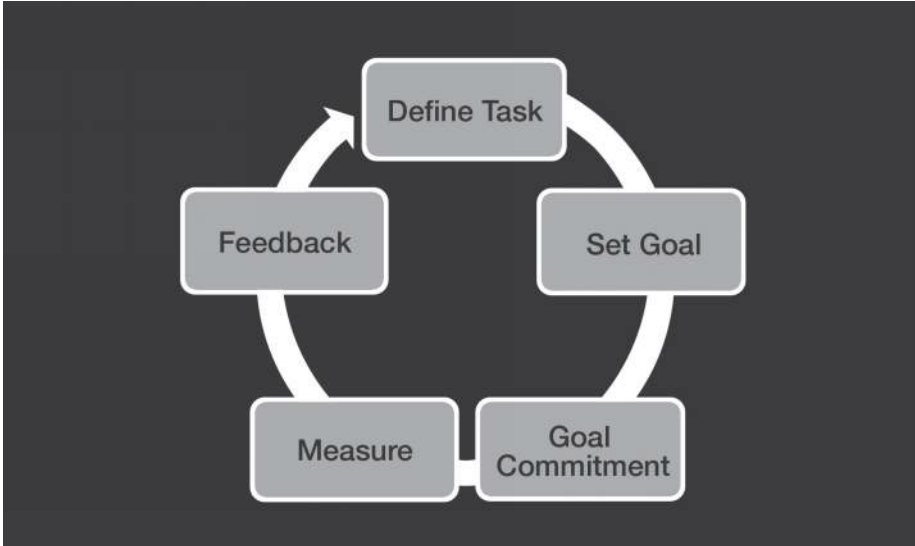 Define Task
Set Goal
Goal
Commitment
Measure
Feedback